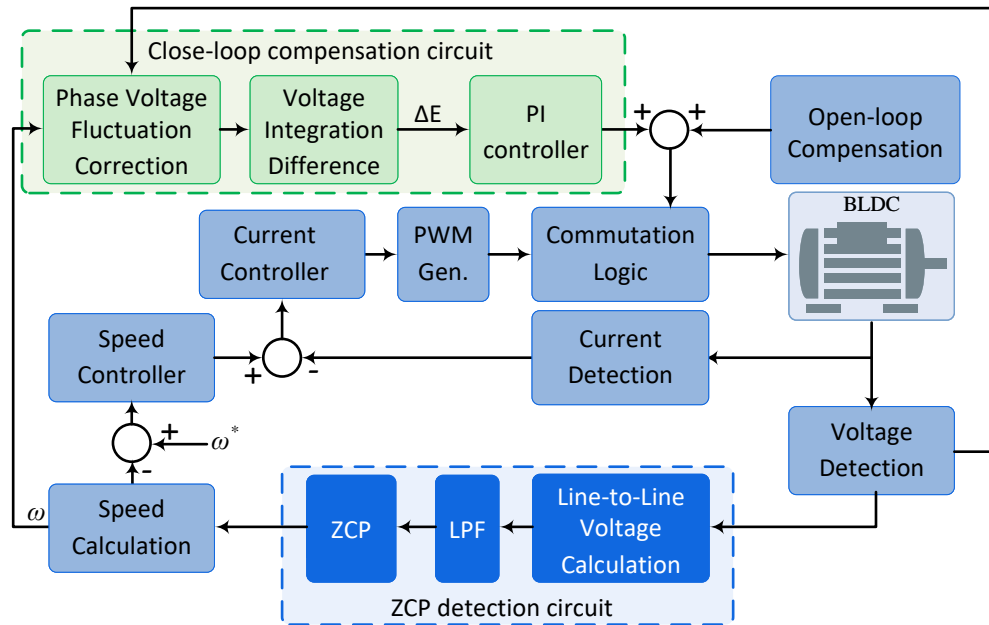 Close-loop compensation circuit
Phase Voltage
Fluctuation
Correction
Voltage
Integration
Difference
ΔE
PI
controller
+
+
Open-loop
Compensation
BLDC
Current
Controller
PWM
Gen.
Commutation
Logic
Speed
Controller
+
-
Current
Detection
+
ω*
-
Voltage
Detection
ω
Speed
Calculation
ZCP
LPF
Line-to-Line
Voltage
Calculation
ZCP detection circuit